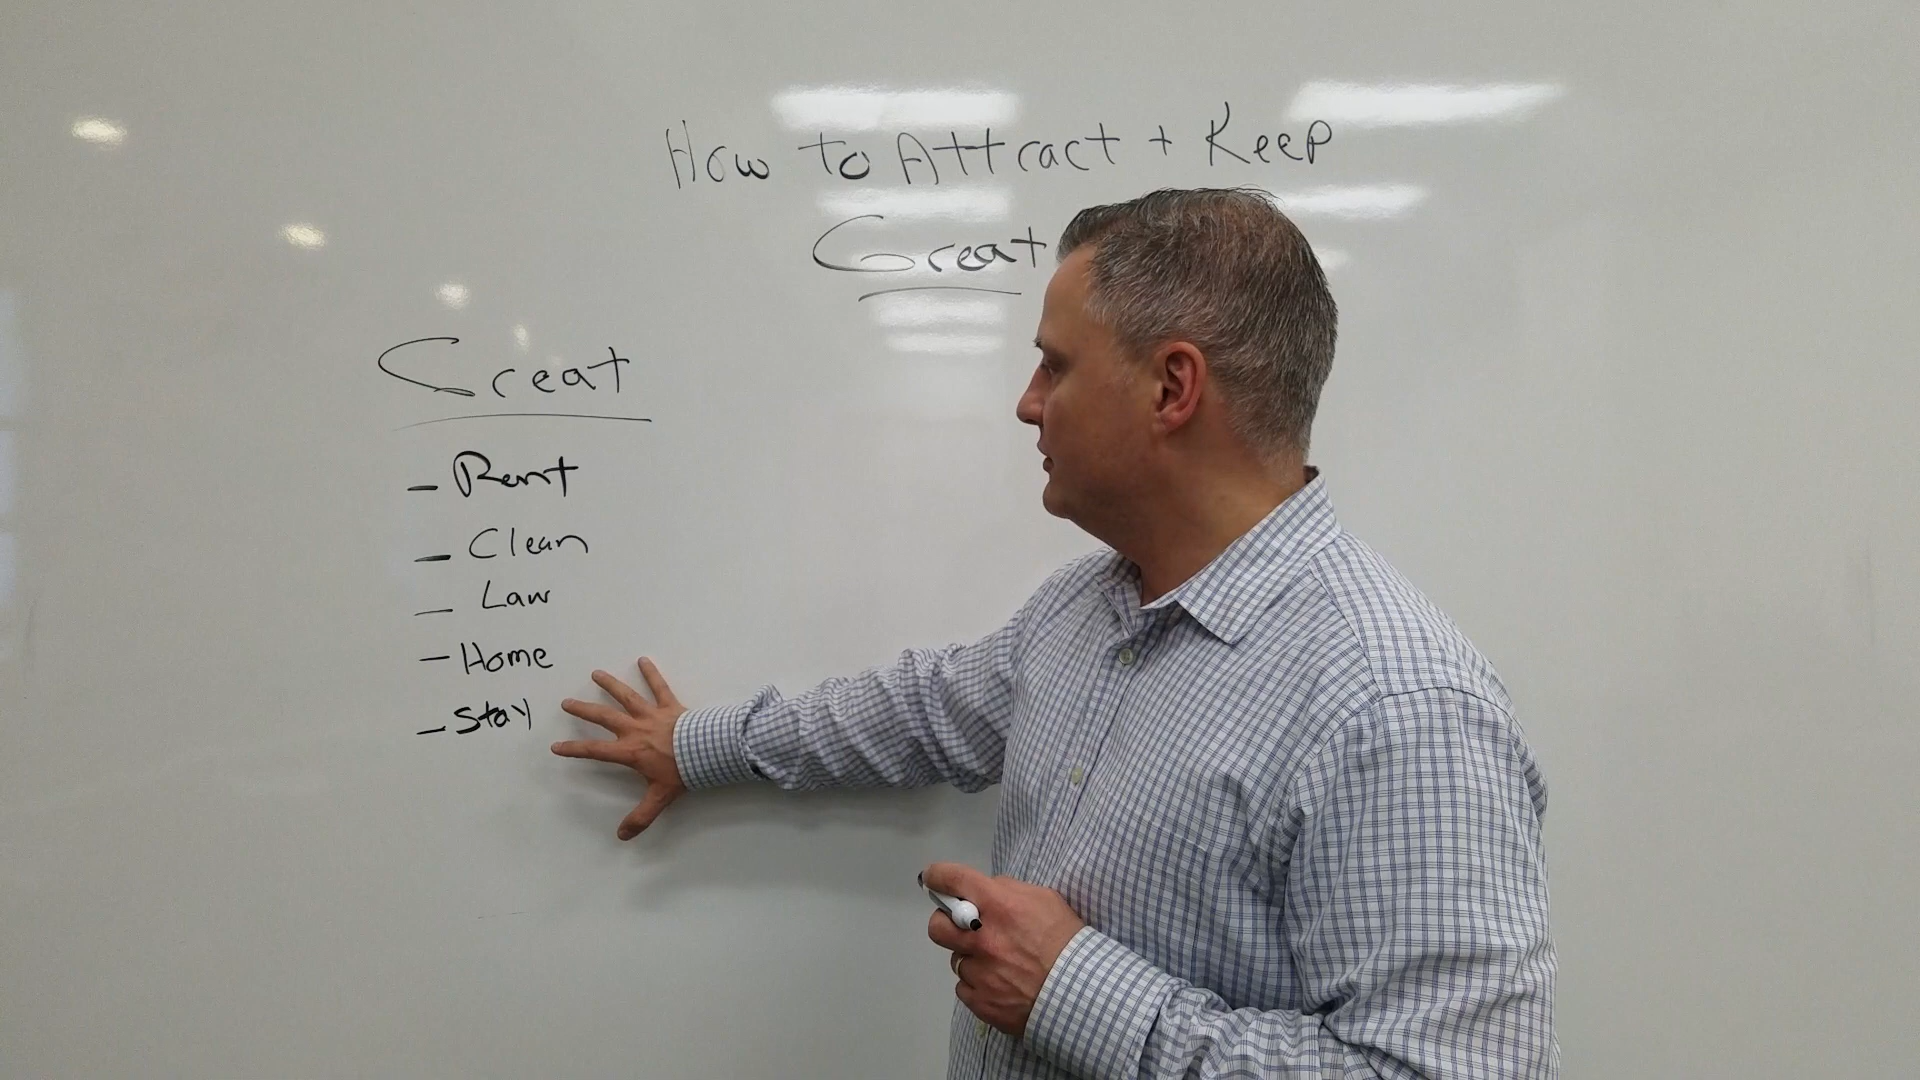 How to Attract + Keep
Great
Great
- Rent
- Clean
- Law
- Home
- Stay